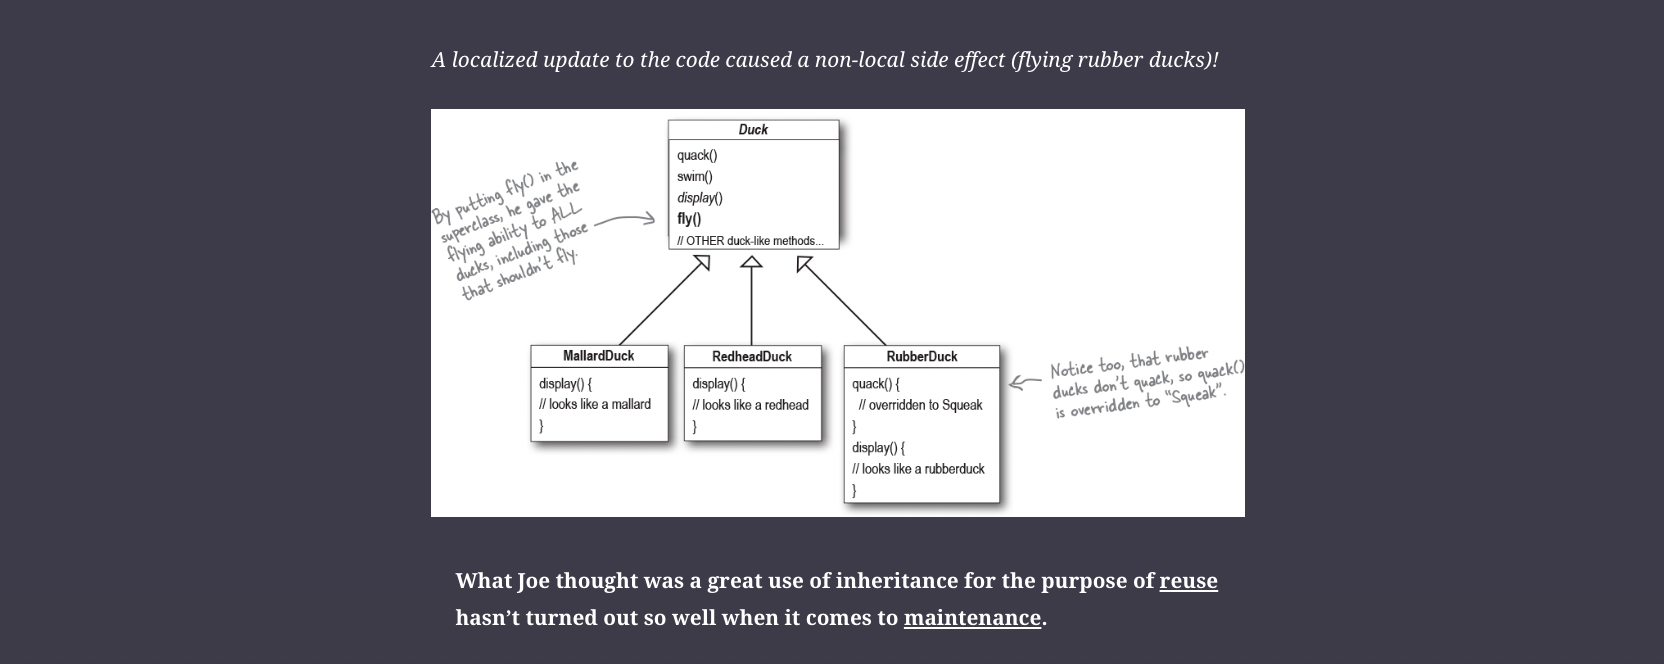 A localized update to the code caused a non-local side effect (flying rubber ducks)!
Duck
quack()
swim()
display()
fly()
// OTHER duck-like methods...
By putting fly() in the
superclass, he gave the
flying ability to ALL
ducks, including those
that shouldn't fly.
MallardDuck
display() {
// looks like a mallard
}
RedheadDuck
display() {
// looks like a redhead
}
RubberDuck
quack() {
// overridden to Squeak
}
display() {
// looks like a rubberduck
}
Notice too, that rubber
ducks don't quack, so quack()
is overridden to "Squeak".
What Joe thought was a great use of inheritance for the purpose of reuse
hasn’t turned out so well when it comes to maintenance.